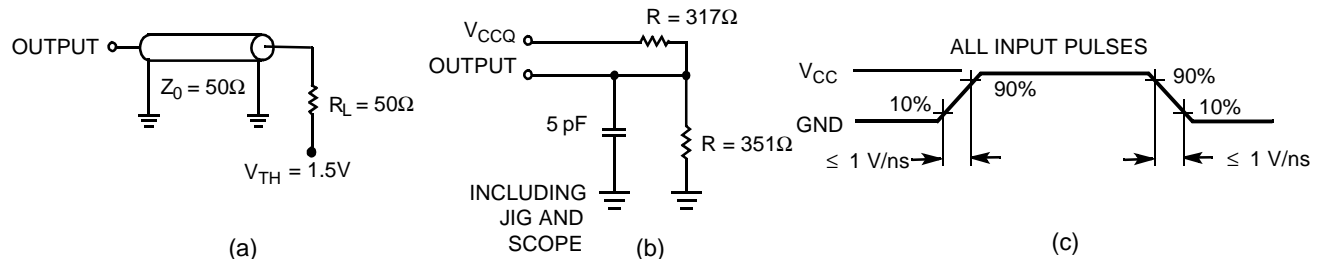 OUTPUT
Z0 = 50Ω
RL = 50Ω
VTH = 1.5V
(a)
R = 317Ω
VCCQ
OUTPUT
5 pF
R = 351Ω
INCLUDING
JIG AND
SCOPE
(b)
ALL INPUT PULSES
VCC
90%
90%
10%
10%
GND
≤ 1 V/ns
≤ 1 V/ns
(c)